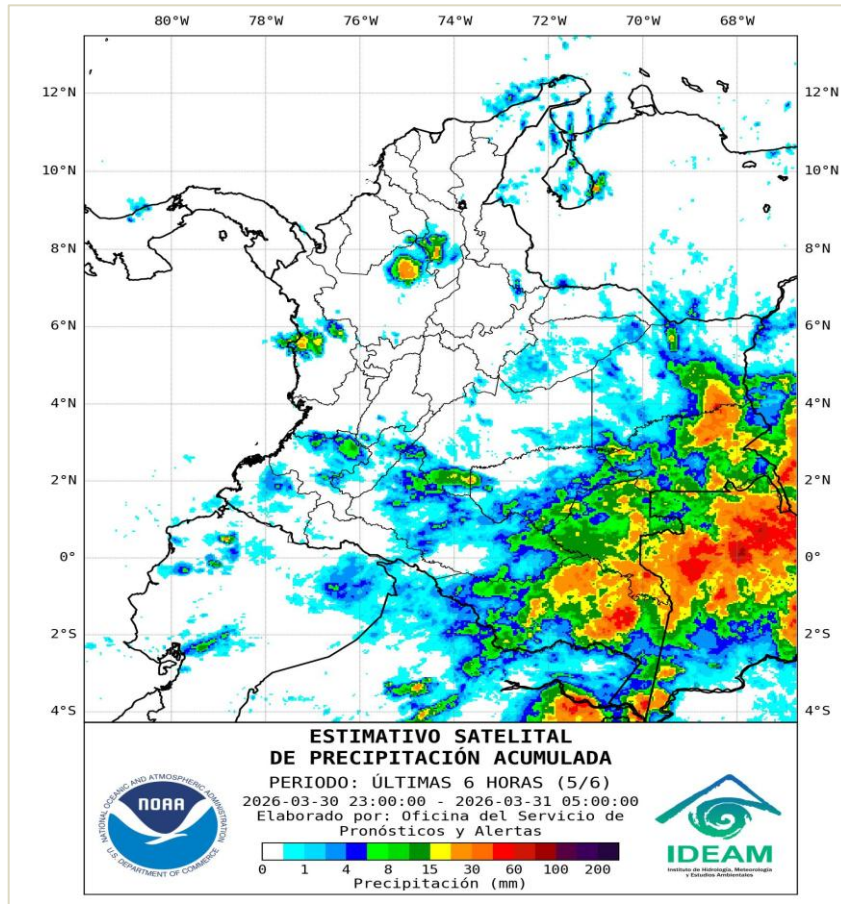 80°W 78°W 76°W 74°W 72°W 70°W 68°W
12°N 12°N
10°N 10°N
8°N 8°N
6°N 6°N
4°N 4°N
2°N 2°N
0° 0°
2°S 2°S
4°S 4°S
ESTIMATIVO SATELITAL
DE PRECIPITACIÓN ACUMULADA
PERIODO: ÚLTIMAS 6 HORAS (5/6)
2026-03-30 23:00:00 - 2026-03-31 05:00:00
Elaborado por: Oficina del Servicio de
Pronósticos y Alertas
0 1 4 8 15 30 60 100 200
Precipitación (mm)
NATIONAL OCEANIC AND ATMOSPHERIC ADMINISTRATION
NOAA
U.S. DEPARTMENT OF COMMERCE
IDEAM
Instituto de Hidrología, Meteorología
y Estudios Ambientales